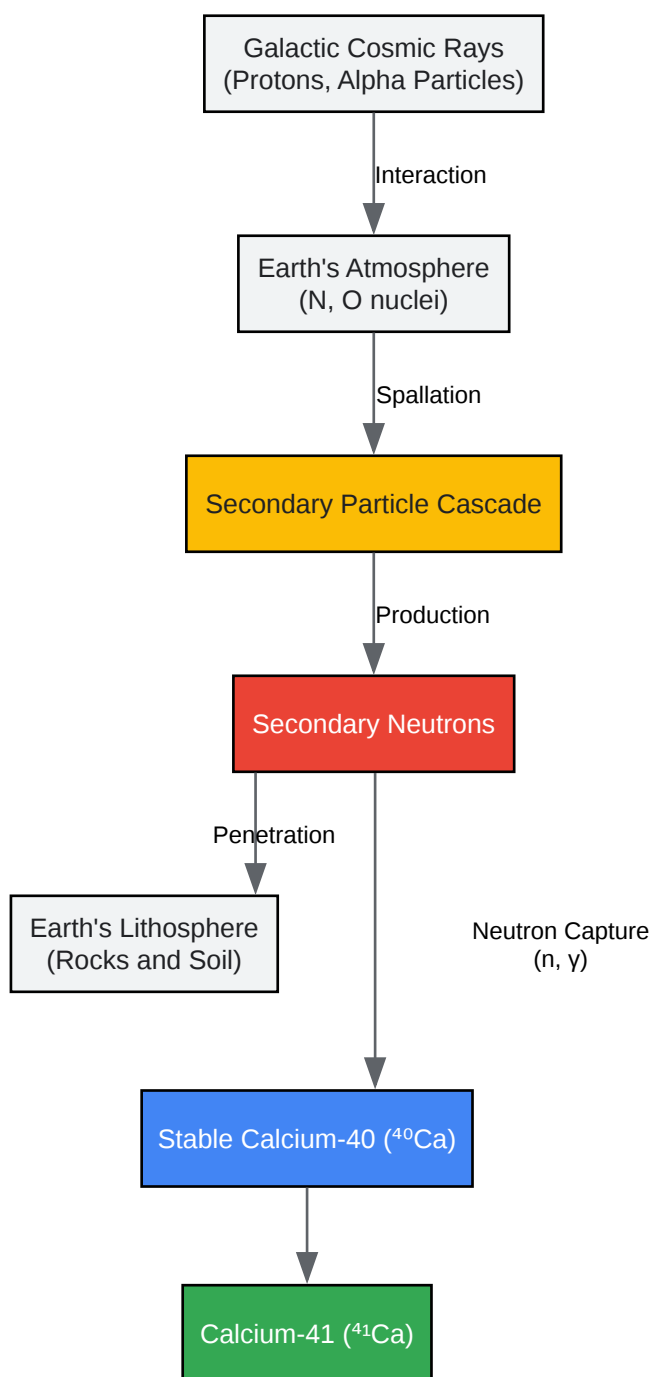 Galactic Cosmic Rays
(Protons, Alpha Particles)
Interaction
Earth's Atmosphere
(N, O nuclei)
Spallation
Secondary Particle Cascade
Production
Secondary Neutrons
Penetration
Earth's Lithosphere
(Rocks and Soil)
Neutron Capture
(n, γ)
Stable Calcium-40 (⁴⁰Ca)
Calcium-41 (⁴¹Ca)